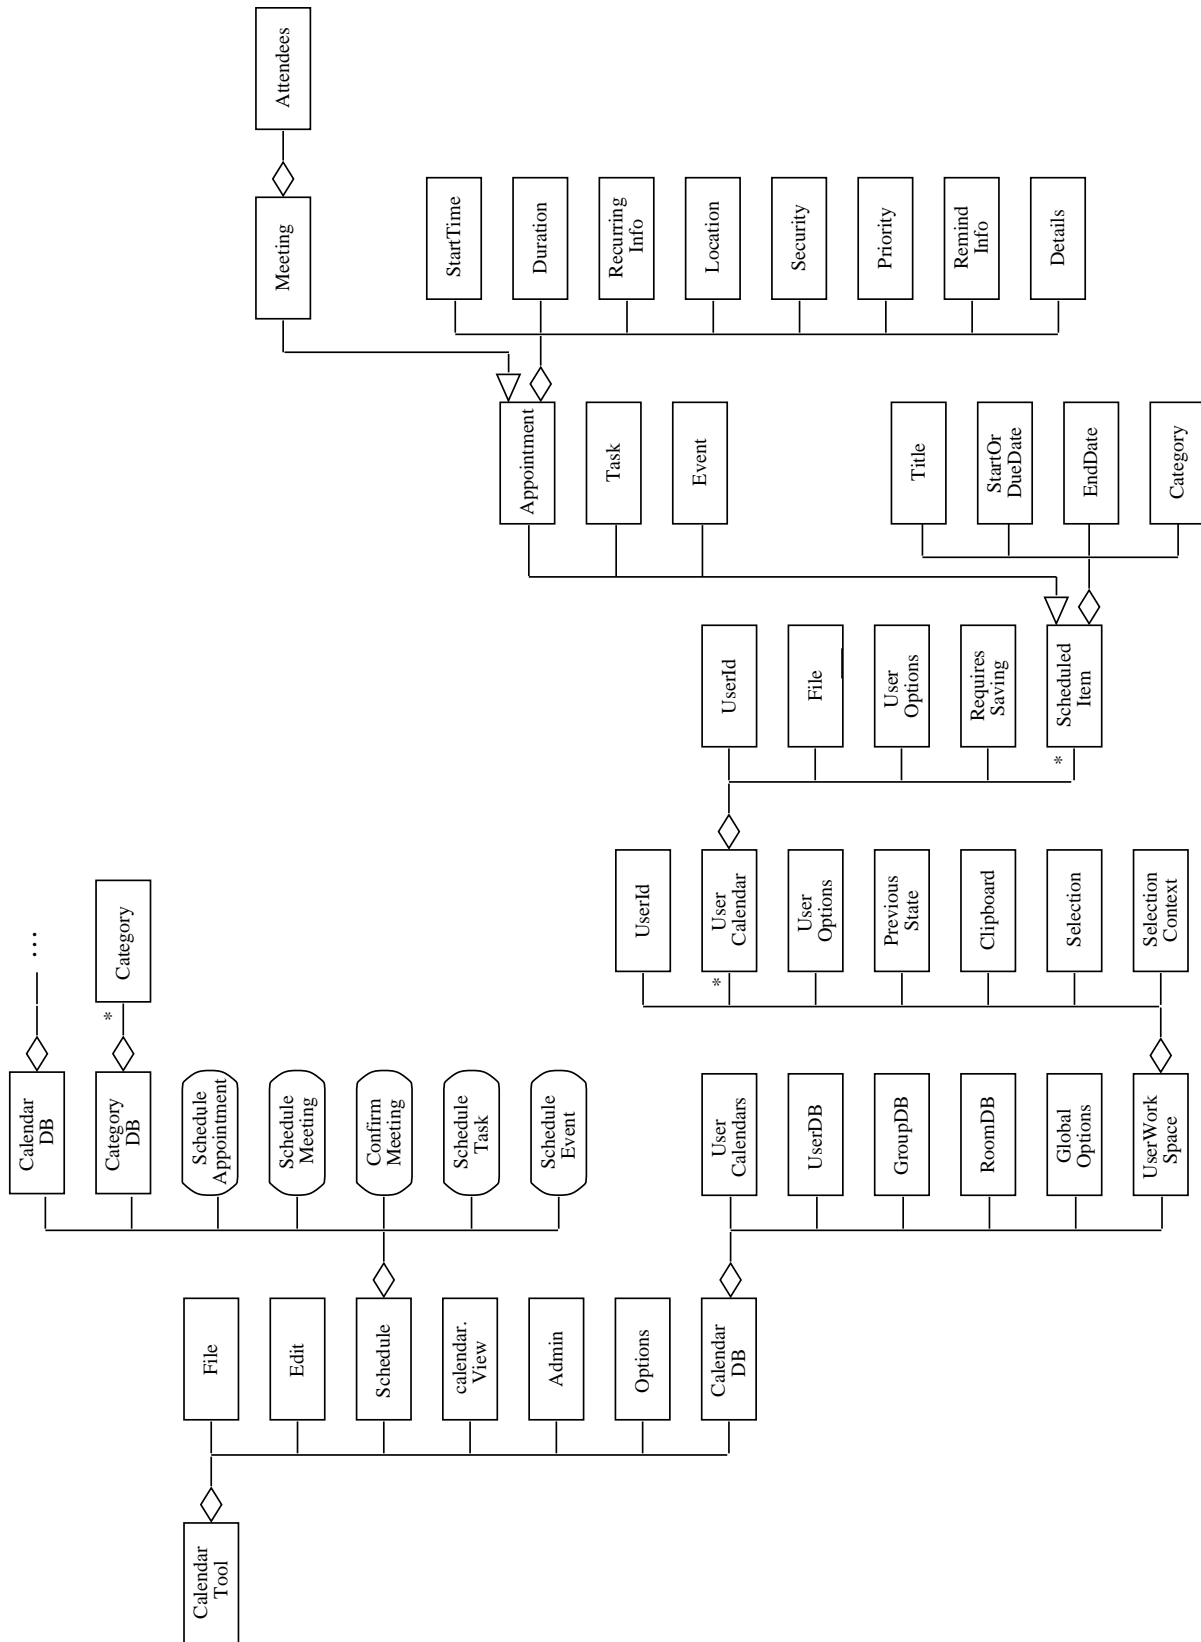 Calendar
Tool
File
Edit
Schedule
calendar.
View
Admin
Options
Calendar
DB
Calendar
DB
...
Category
DB
*
Category
Schedule
Appointment
Schedule
Meeting
Confirm
Meeting
Schedule
Task
Schedule
Event
User
Calendars
UserDB
GroupDB
RoomDB
Global
Options
UserWork
Space
UserId
*
User
Calendar
User
Options
Previous
State
Clipboard
Selection
Selection
Context
UserId
File
User
Options
Requires
Saving
*
Scheduled
Item
Appointment
Task
Event
Title
StartOr
DueDate
EndDate
Category
Meeting
Attendees
StartTime
Duration
Recurring
Info
Location
Security
Priority
Remind
Info
Details